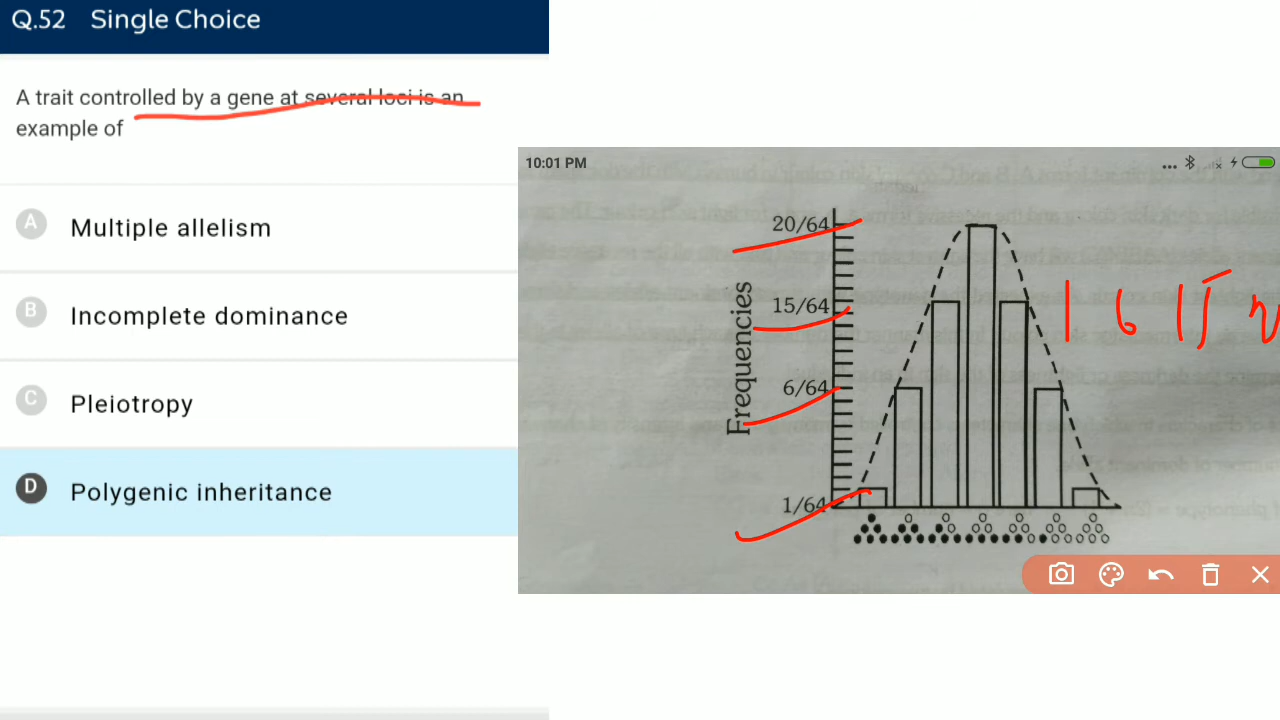 Q.52 Single Choice
A trait controlled by a gene at several loci is an
example of
A Multiple allelism
B Incomplete dominance
C Pleiotropy
D Polygenic inheritance
10:01 PM
Frequencies
20/64
15/64
6/64
1/64
1 6 15